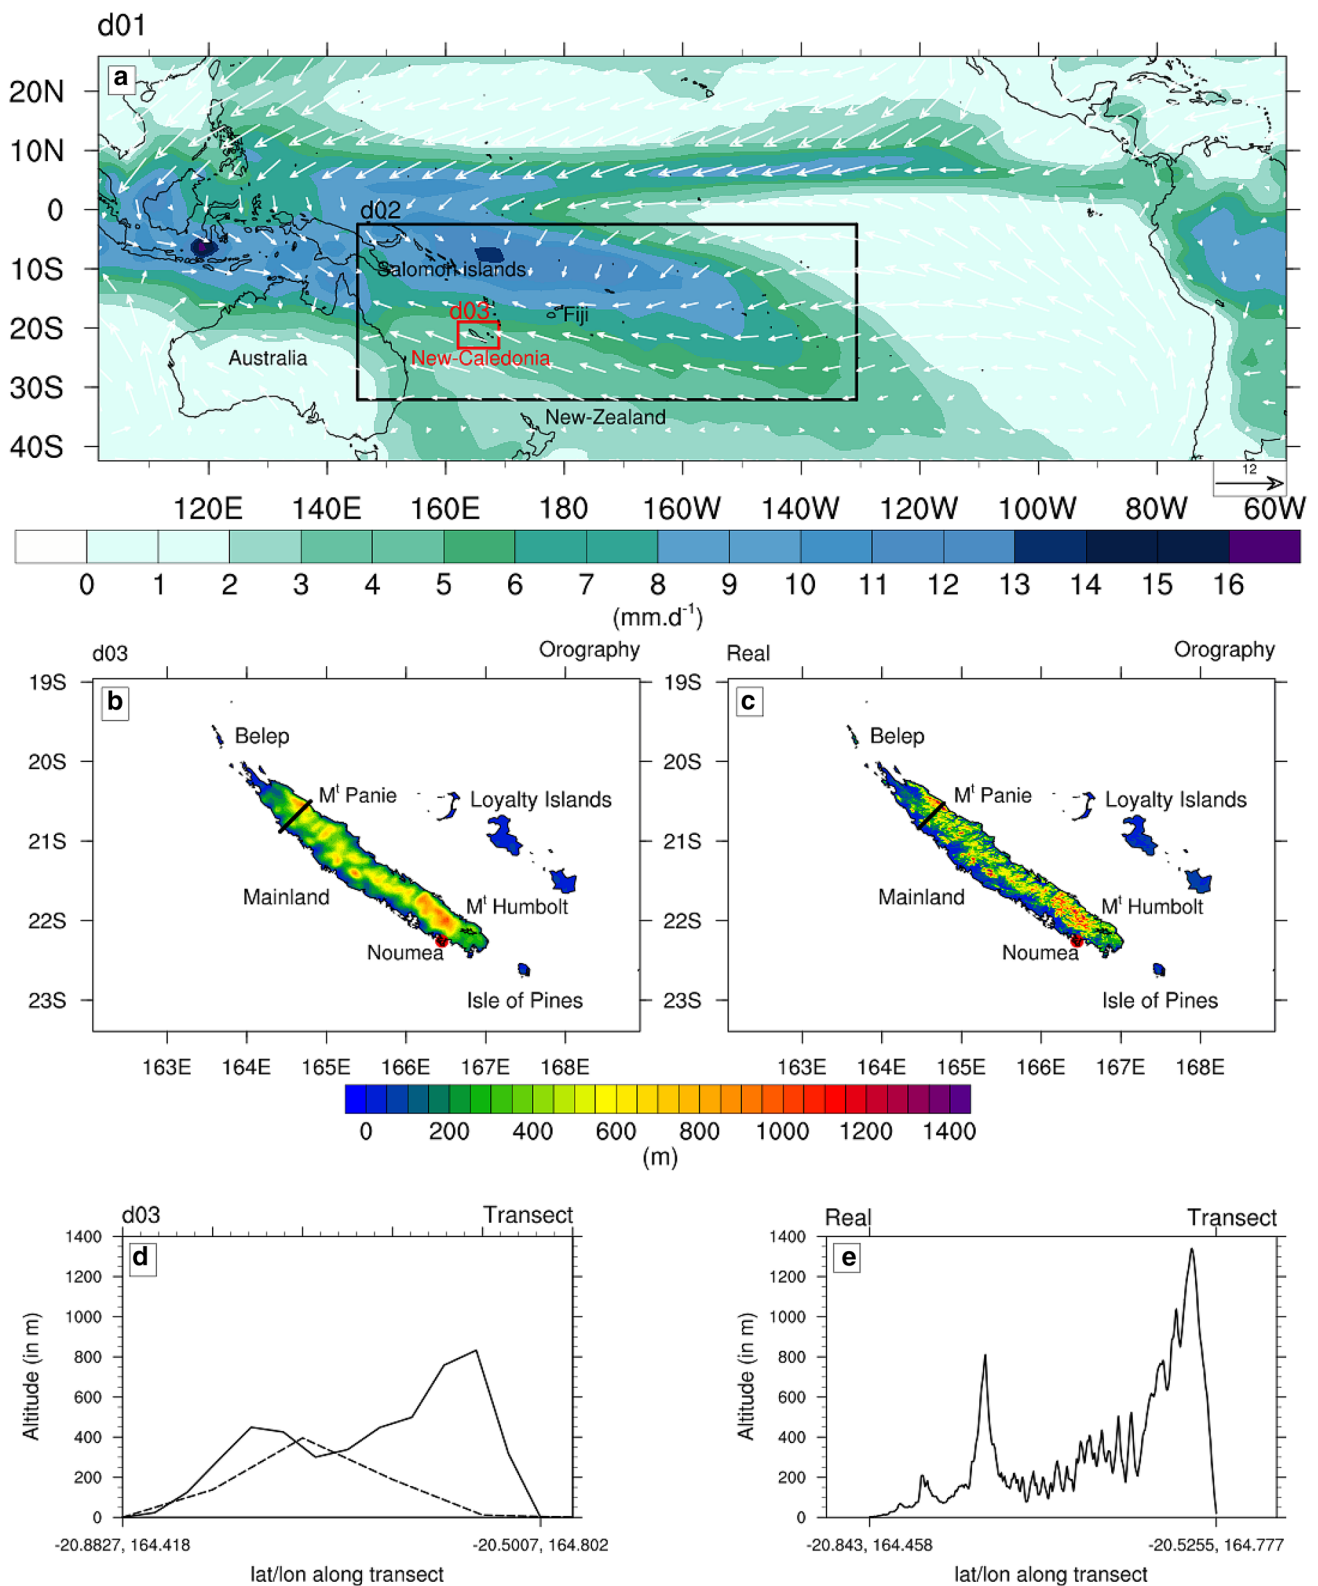 d01
a
20N
10N
0
10S
20S
30S
40S
d02
Salomon islands
d03
Fiji
New-Caledonia
Australia
New-Zealand
12
120E 140E 160E 180 160W 140W 120W 100W 80W 60W
0 1 2 3 4 5 6 7 8 9 10 11 12 13 14 15 16
(mm.d⁻¹)
d03 Orography
b
19S
20S
21S
22S
23S
Belep
Mᵗ Panie
Loyalty Islands
Mainland
Mᵗ Humbolt
Noumea
Isle of Pines
163E 164E 165E 166E 167E 168E
Real Orography
c
19S
20S
21S
22S
23S
Belep
Mᵗ Panie
Loyalty Islands
Mainland
Mᵗ Humbolt
Noumea
Isle of Pines
163E 164E 165E 166E 167E 168E
0 200 400 600 800 1000 1200 1400
(m)
d03 Transect
d
1400
1200
1000
800
600
400
200
0
Altitude (in m)
-20.8827, 164.418 -20.5007, 164.802
lat/lon along transect
Real Transect
e
1400
1200
1000
800
600
400
200
0
Altitude (in m)
-20.843, 164.458 -20.5255, 164.777
lat/lon along transect